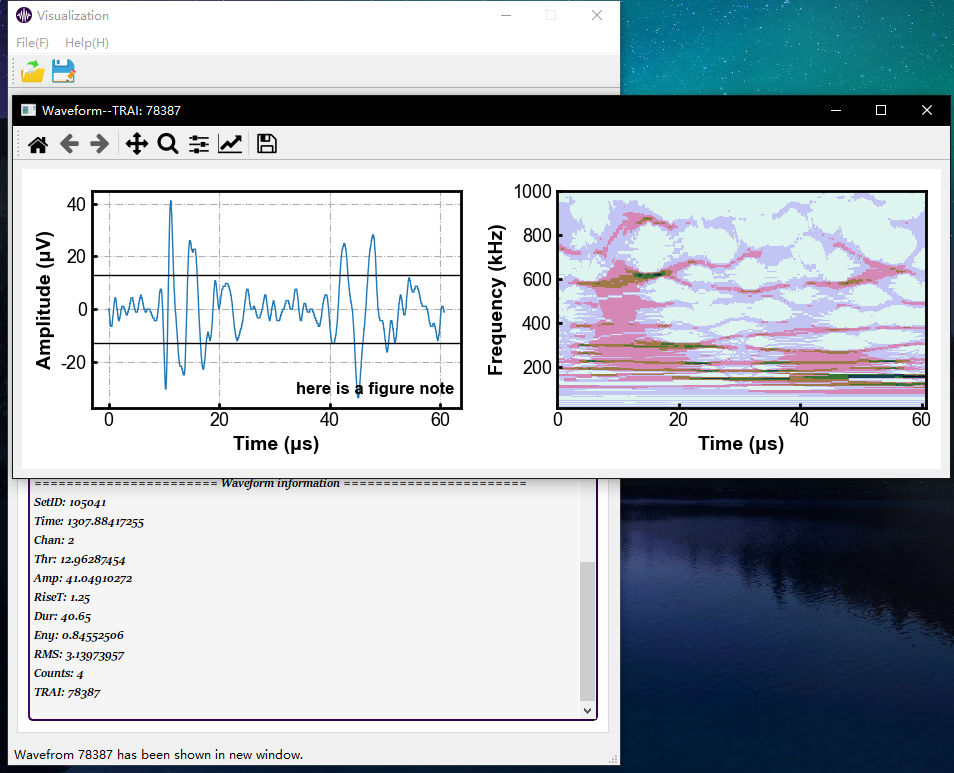 Visualization
File(F) Help(H)
Waveform--TRAI: 78387
40
20
0
-20
Amplitude (µV)
here is a figure note
0 20 40 60
Time (µs)
1000
800
600
400
200
Frequency (kHz)
0 20 40 60
Time (µs)
======================== Waveform information ========================
SetID: 105041
Time: 1307.88417255
Chan: 2
Thr: 12.96287454
Amp: 41.04910272
RiseT: 1.25
Dur: 40.65
Eny: 0.84552506
RMS: 3.13973957
Counts: 4
TRAI: 78387
Wavefrom 78387 has been shown in new window.